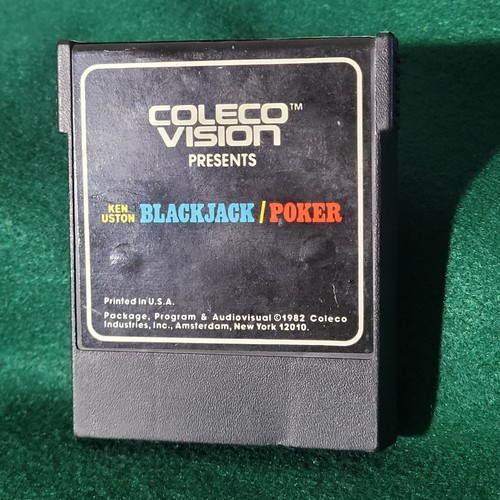 COLECO™
VISION
PRESENTS
KEN
USTON
BLACKJACK / POKER
Printed in U.S.A.
Package, Program & Audiovisual ©1982 Coleco
Industries, Inc., Amsterdam, New York 12010.